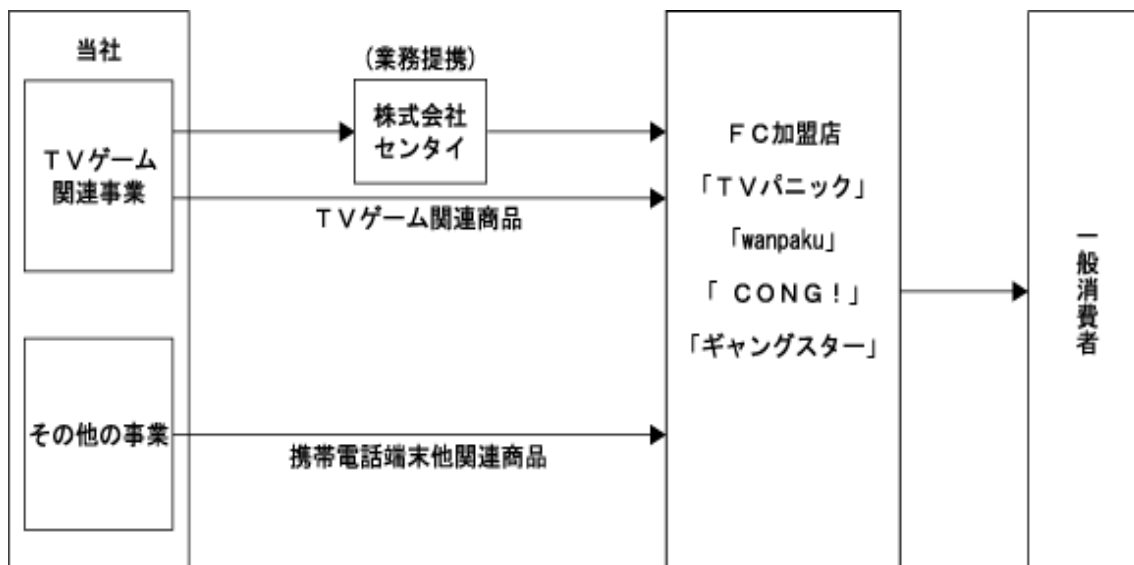 当社
(業務提携)
株式会社
センタイ
ＴＶゲーム
関連事業
ＴＶゲーム関連商品
その他の事業
携帯電話端末他関連商品
ＦＣ加盟店
「ＴＶパニック」
「wanpaku」
「 ＣＯＮＧ！」
「ギャングスター」
一般消費者